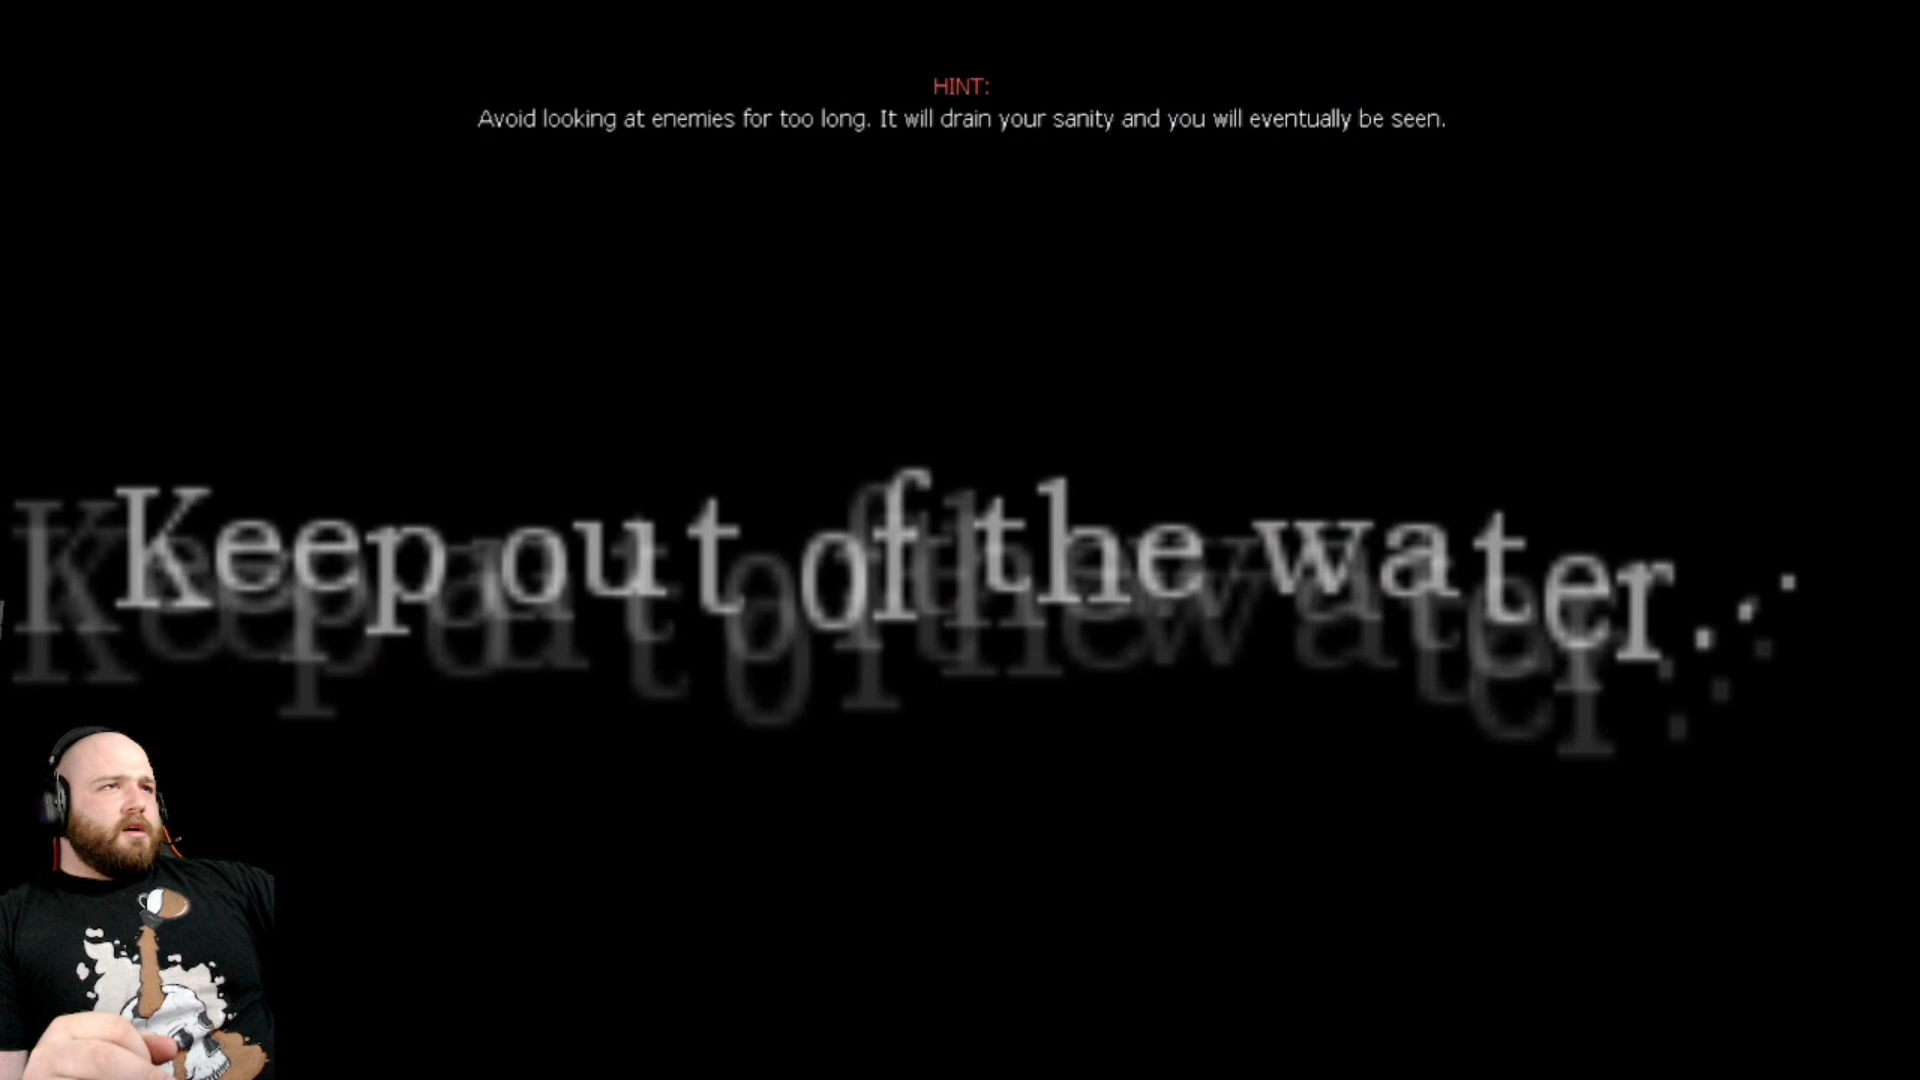 HINT:
Avoid looking at enemies for too long. It will drain your sanity and you will eventually be seen.
Keep out of the water...